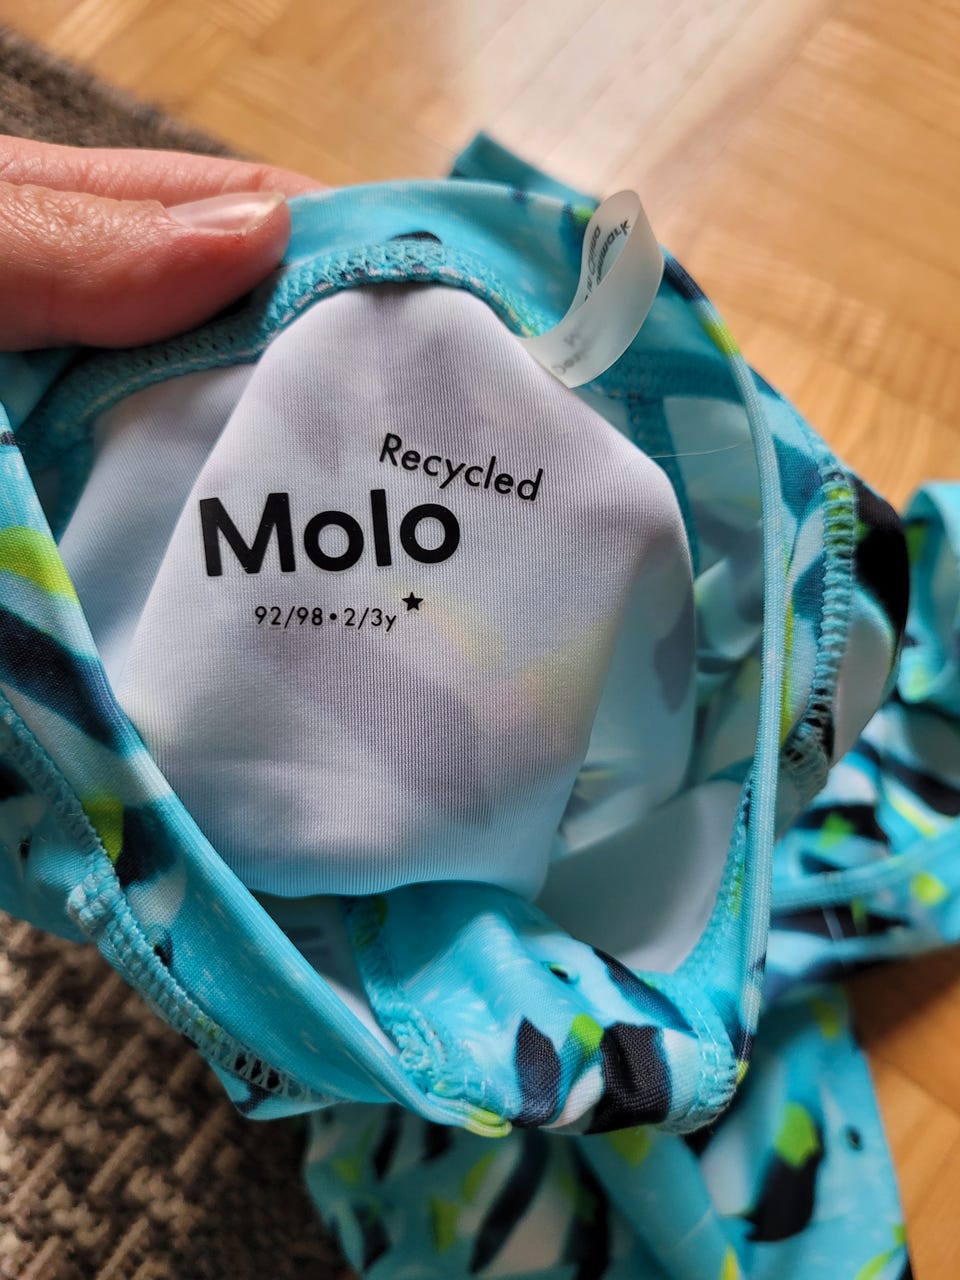 Recycled
Molo
92/98 • 2/3y